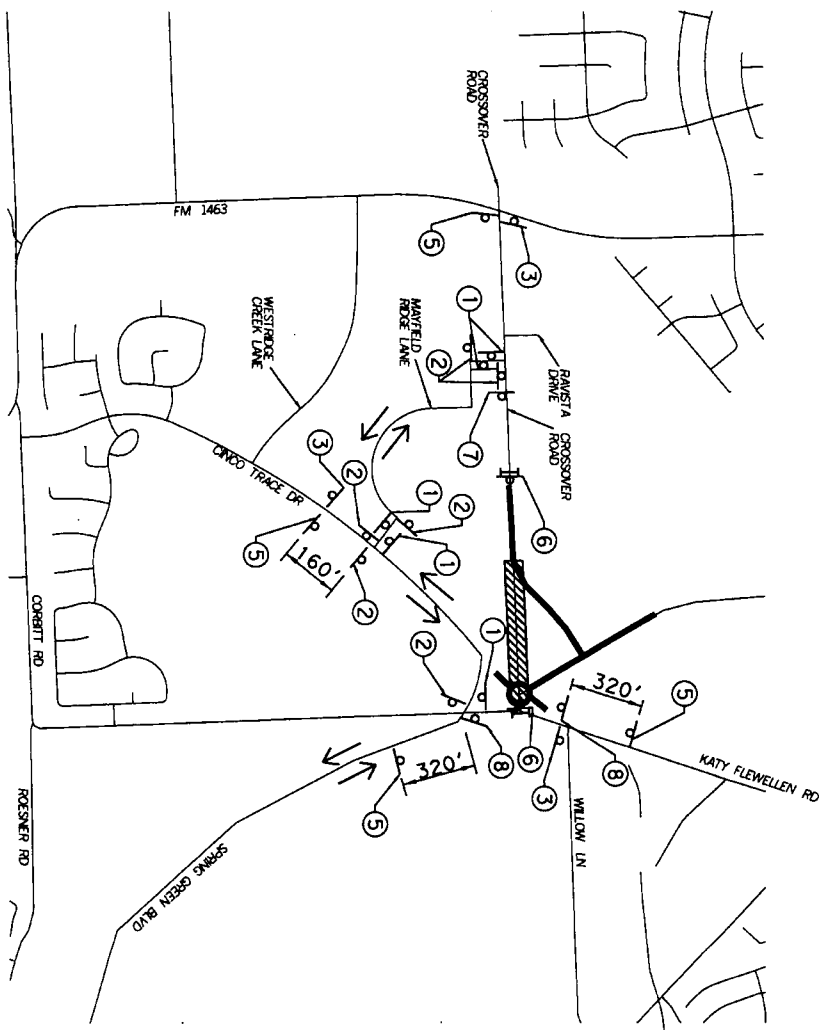 CROSSOVER
ROAD
FM 1463
5
3
1
2
MAYFIELD
RIDGE LANE
RAVISTA
DRIVE
CROSSOVER
ROAD
7
6
WESTRIDGE
CREEK LANE
CINCO TRACE DR
3
2
1
2
1
5
160'
2
2
1
320'
5
8
6
3
8
5
320'
KATY FLEWELLEN RD
WILLOW LN
CORBITT RD
ROESNER RD
SPRING GREEN BLVD